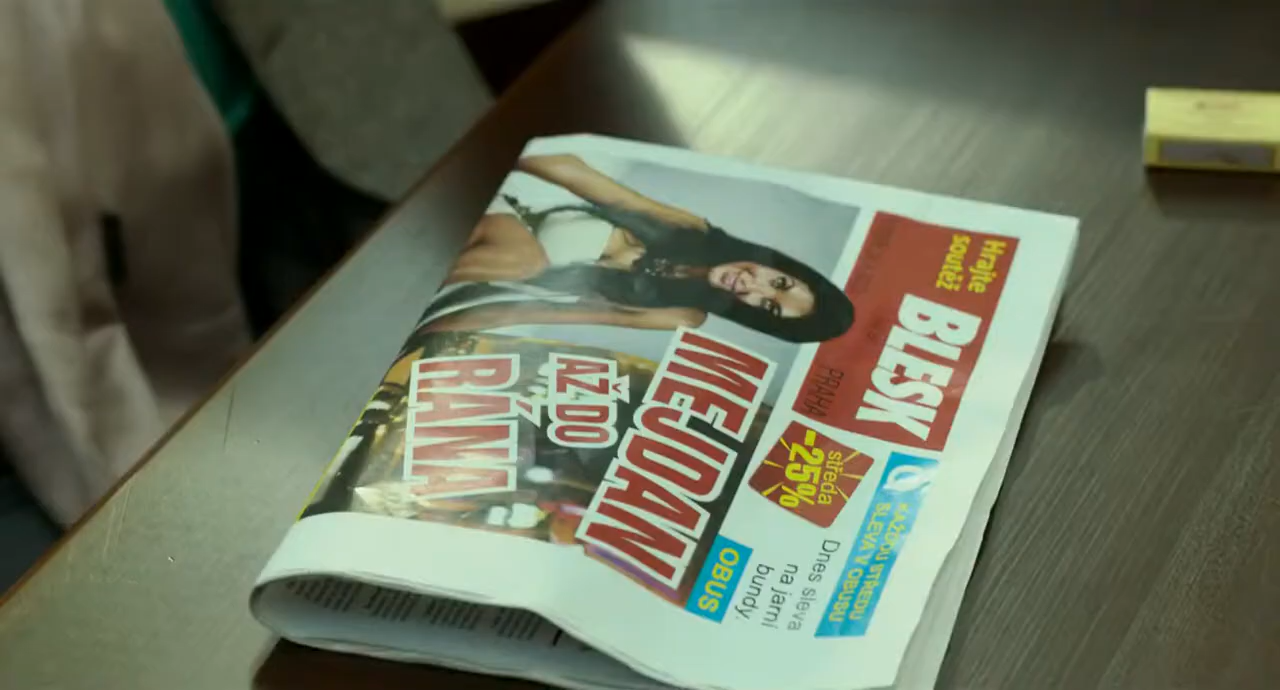 Hrajte
soutěž
BLESK
PRAHA
středa
-25%
KAŽDOU STŘEDU
SLEVA V OBUSU
Dnes sleva
na jarní
bundy.
OBUS
MEJDAN
AŽ DO
RÁNA